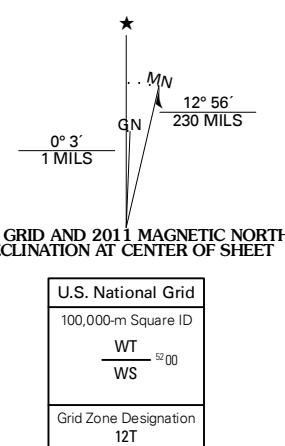 ★
MN
12° 56´
230 MILS
GN
0° 3´
1 MILS
GRID AND 2011 MAGNETIC NORTH
CLINATION AT CENTER OF SHEET
U.S. National Grid
100,000-m Square ID
WT
5200
WS
Grid Zone Designation
12T